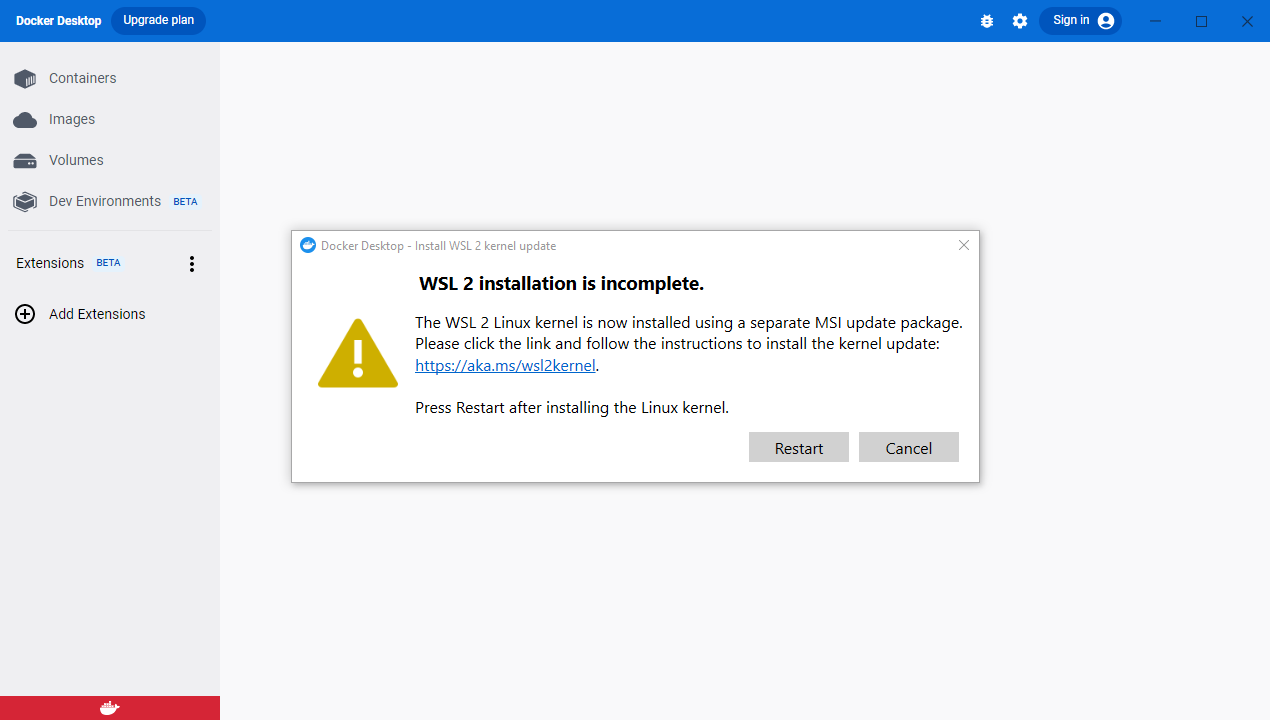 Docker Desktop Upgrade plan Sign in
Containers
Images
Volumes
Dev Environments BETA
Extensions BETA
Add Extensions
Docker Desktop - Install WSL 2 kernel update
WSL 2 installation is incomplete.
The WSL 2 Linux kernel is now installed using a separate MSI update package.
Please click the link and follow the instructions to install the kernel update:
https://aka.ms/wsl2kernel.
Press Restart after installing the Linux kernel.
Restart Cancel